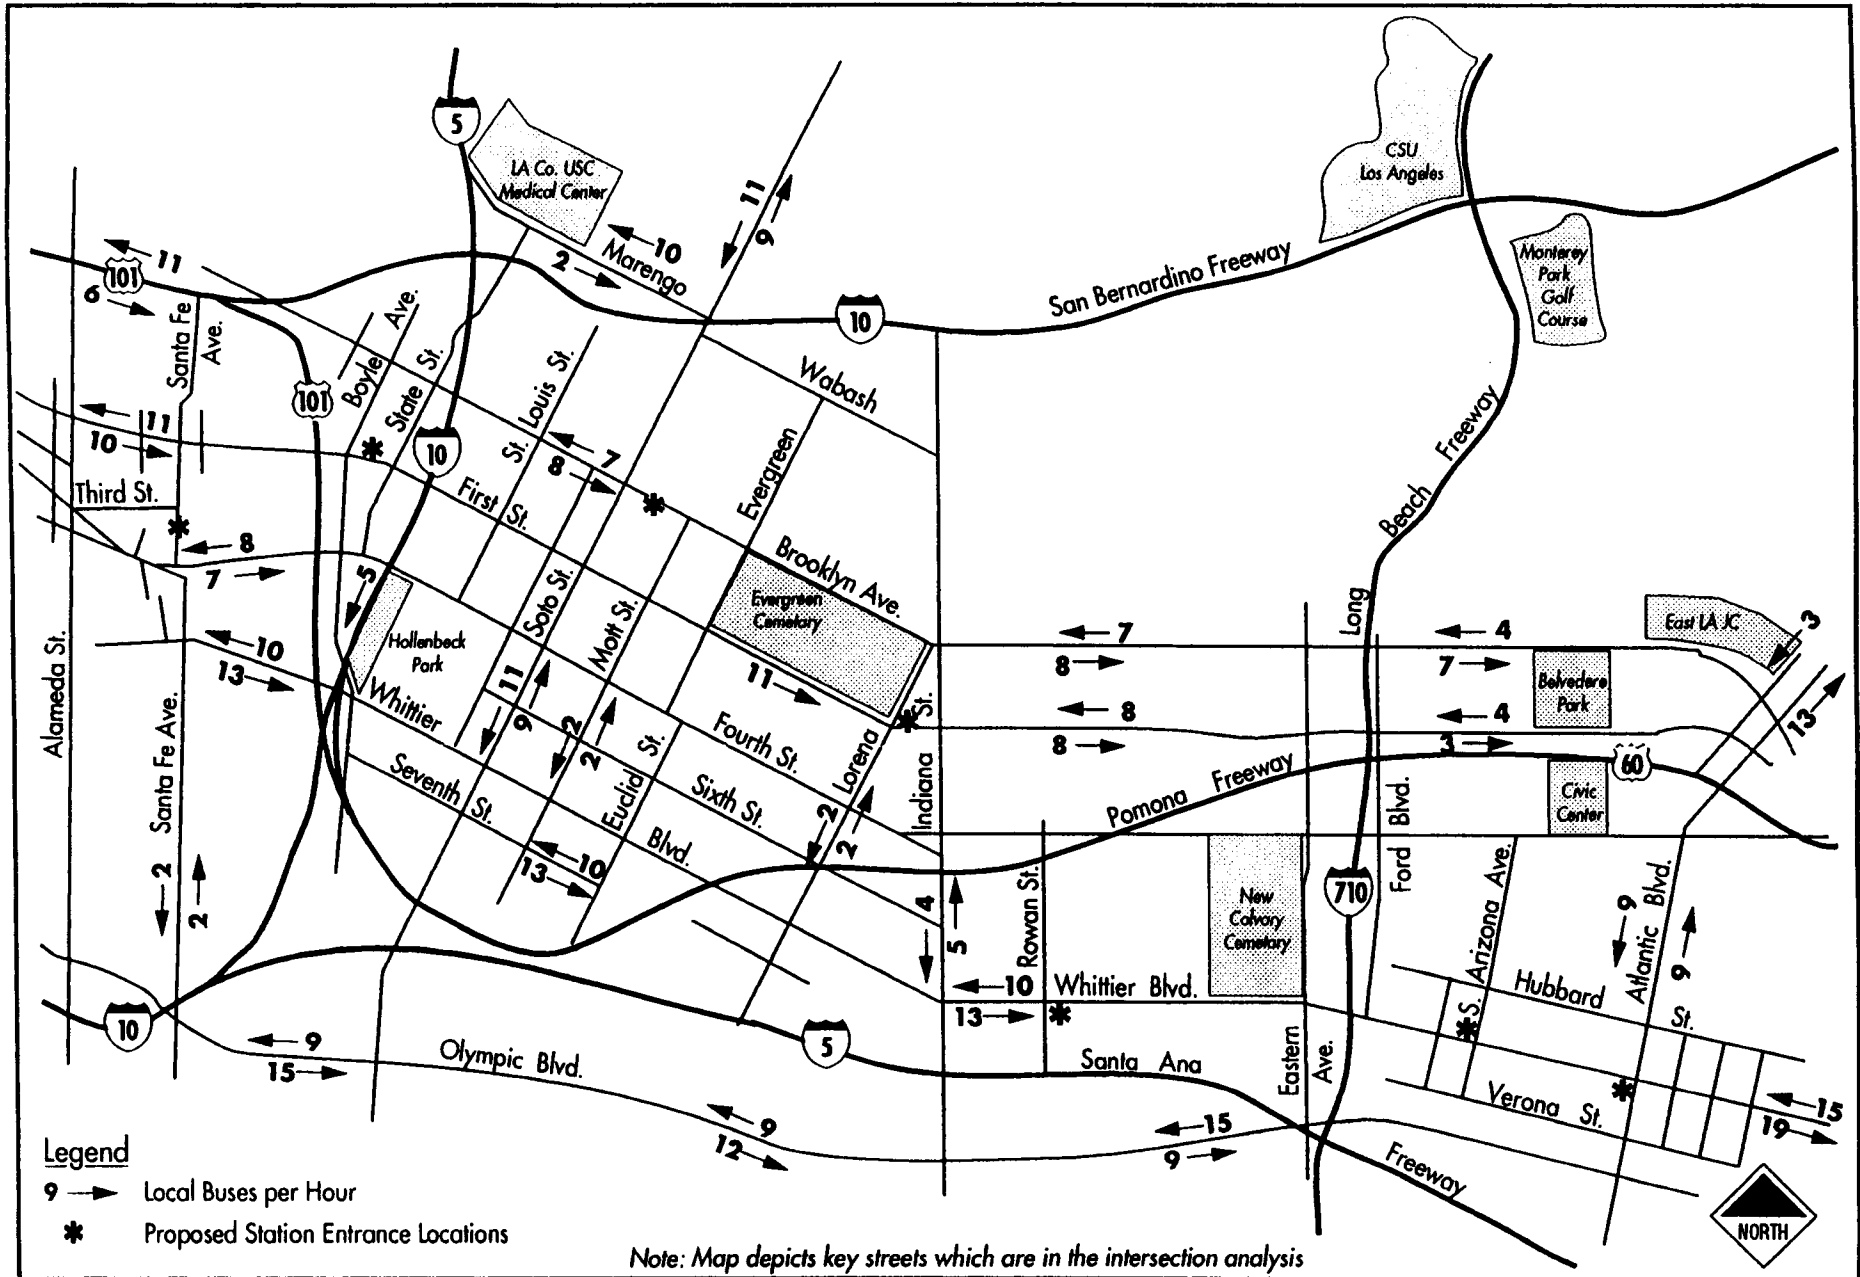 5
LA Co. USC
Medical Center
11
9
10
2
Marengo
CSU
Los Angeles
Monterey
Park
Golf
Course
San Bernardino Freeway
11
101
6
Santa Fe
Ave.
101
Boyle
Ave.
State
St.
10
St. Louis St.
10
Wabash
11
10
Third St.
8
7
7
8
First St.
Evergreen
Brooklyn Ave.
Evergreen
Cemetary
11
5
Hollenbeck
Park
Soto St.
Mott St.
Long
Beach
Freeway
East LA JC
3
7
8
4
7
Belvedere
Park
8
8
4
3
13
60
Alameda St.
10
13
Whittier
11
9
2
2
Euclid St.
Fourth St.
Lorena
Indiana
St.
Seventh St.
Sixth St.
Blvd.
2
2
10
13
Pomona Freeway
Civic
Center
Santa Fe Ave.
2
2
4
5
Rowan St.
New
Calvary
Cemetary
710
Ford Blvd.
S. Arizona Ave.
Atlantic Blvd.
9
9
Hubbard
St.
10
13
Whittier Blvd.
10
9
15
Olympic Blvd.
5
Santa Ana
Eastern
Ave.
Verona St.
15
19
9
12
15
9
Freeway
Legend
9 Local Buses per Hour
* Proposed Station Entrance Locations
NORTH
Note: Map depicts key streets which are in the intersection analysis